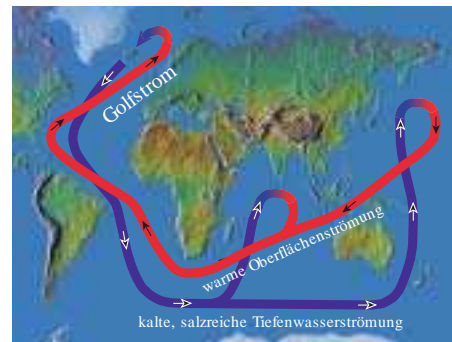 Golfstrom
warme Oberflächenströmung
kalte, salzreiche Tiefenwasserströmung